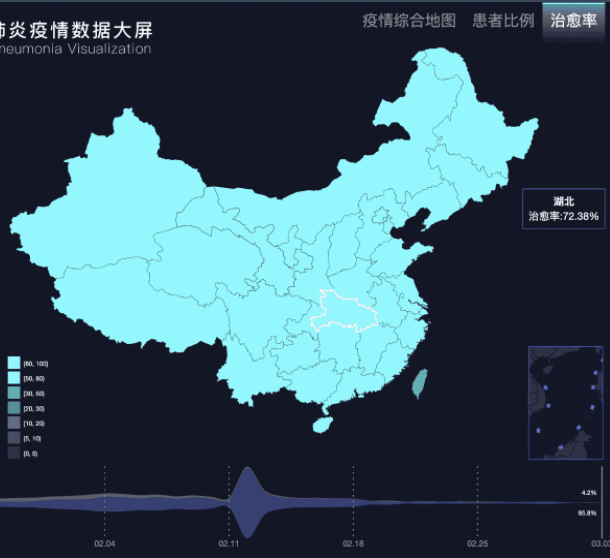 肺炎疫情数据大屏
neumonia Visualization
疫情综合地图 患者比例 治愈率
湖北
治愈率:72.38%
[80, 100)
[50, 80)
[30, 50)
[20, 30)
[10, 20)
[5, 10)
[0, 5)
4.2%
95.8%
02.04 02.11 02.18 02.25 03.03